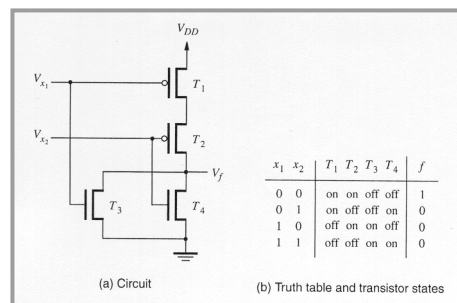 V_DD
V_x1
T_1
V_x2
T_2
V_f
T_3
T_4
x_1 x_2 T_1 T_2 T_3 T_4 f
0 0 on on off off 1
0 1 on off off on 0
1 0 off on on off 0
1 1 off off on on 0
(a) Circuit
(b) Truth table and transistor states